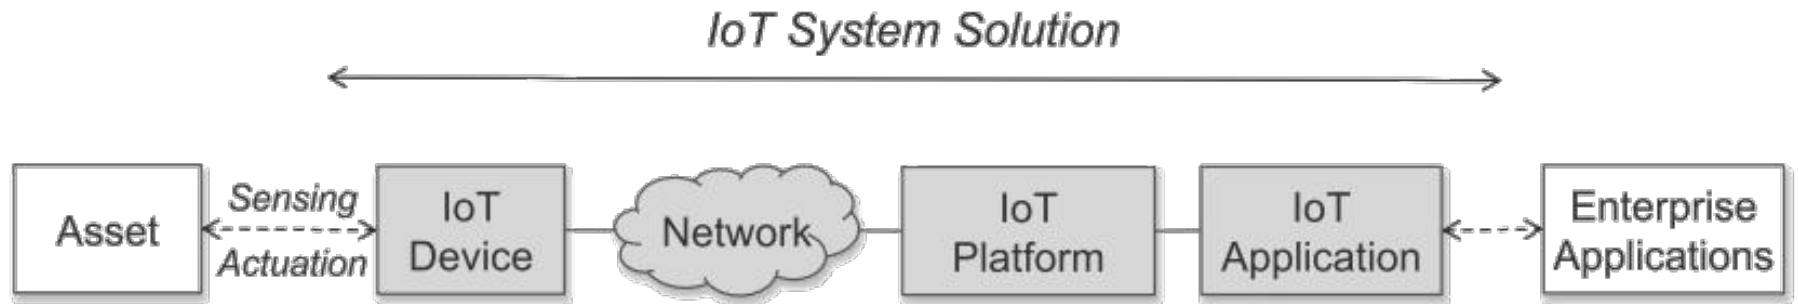 IoT System Solution
Asset
Sensing
Actuation
IoT
Device
Network
IoT
Platform
IoT
Application
Enterprise
Applications